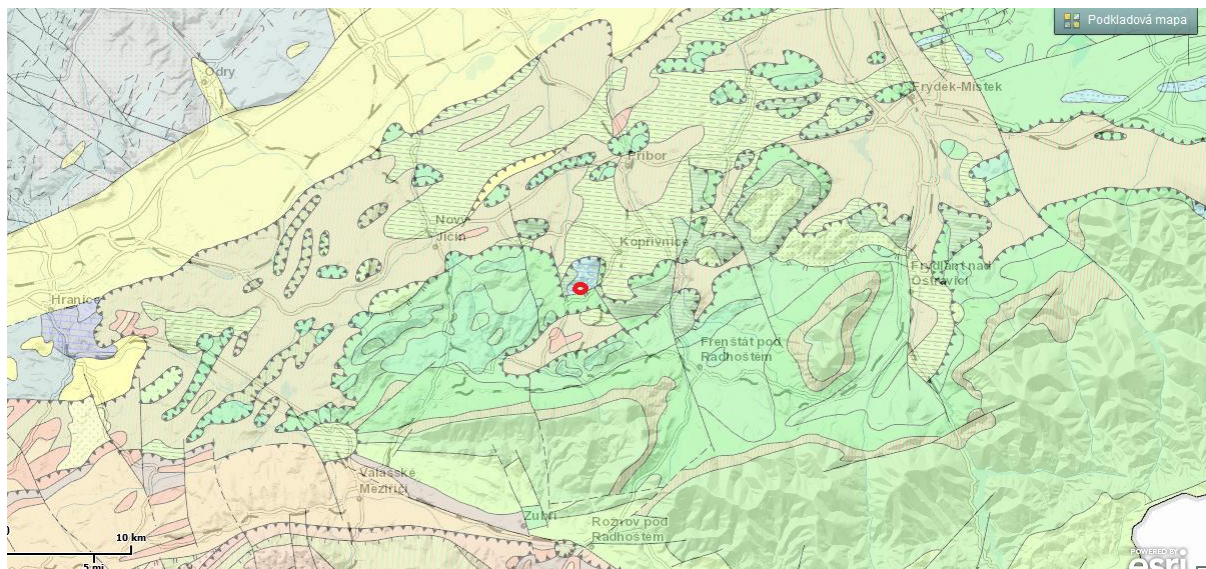 Podkladová mapa
Odry
Frýdek-Místek
Příbor
Nový
Jičín
Kopřivnice
Frýdlant nad
Ostravicí
Hranice
Frenštát pod
Radhoštěm
Valašské
Meziříčí
Zubří
Rožnov pod
Radhoštěm
10 km
5 mi
POWERED BY
esri